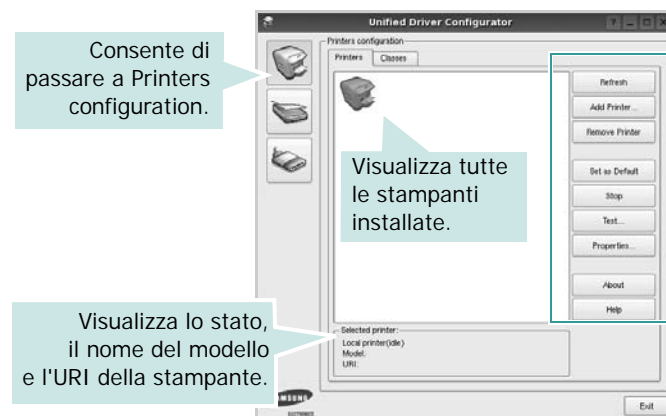 Unified Driver Configurator
Consente di
passare a Printers
configuration.
Printers configuration
Printers
Classes
Refresh
Add Printer...
Remove Printer
Set as Default
Stop
Test...
Properties...
About
Help
Visualizza tutte
le stampanti
installate.
Visualizza lo stato,
il nome del modello
e l'URI della stampante.
Selected printer:
Local printer(idle)
Model:
URI:
ELECTRONICS
Exit